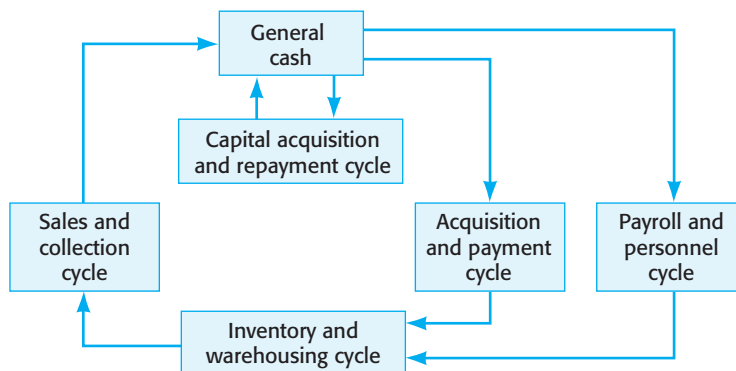 General
cash
Capital acquisition
and repayment cycle
Sales and
collection
cycle
Acquisition
and payment
cycle
Payroll and
personnel
cycle
Inventory and
warehousing cycle